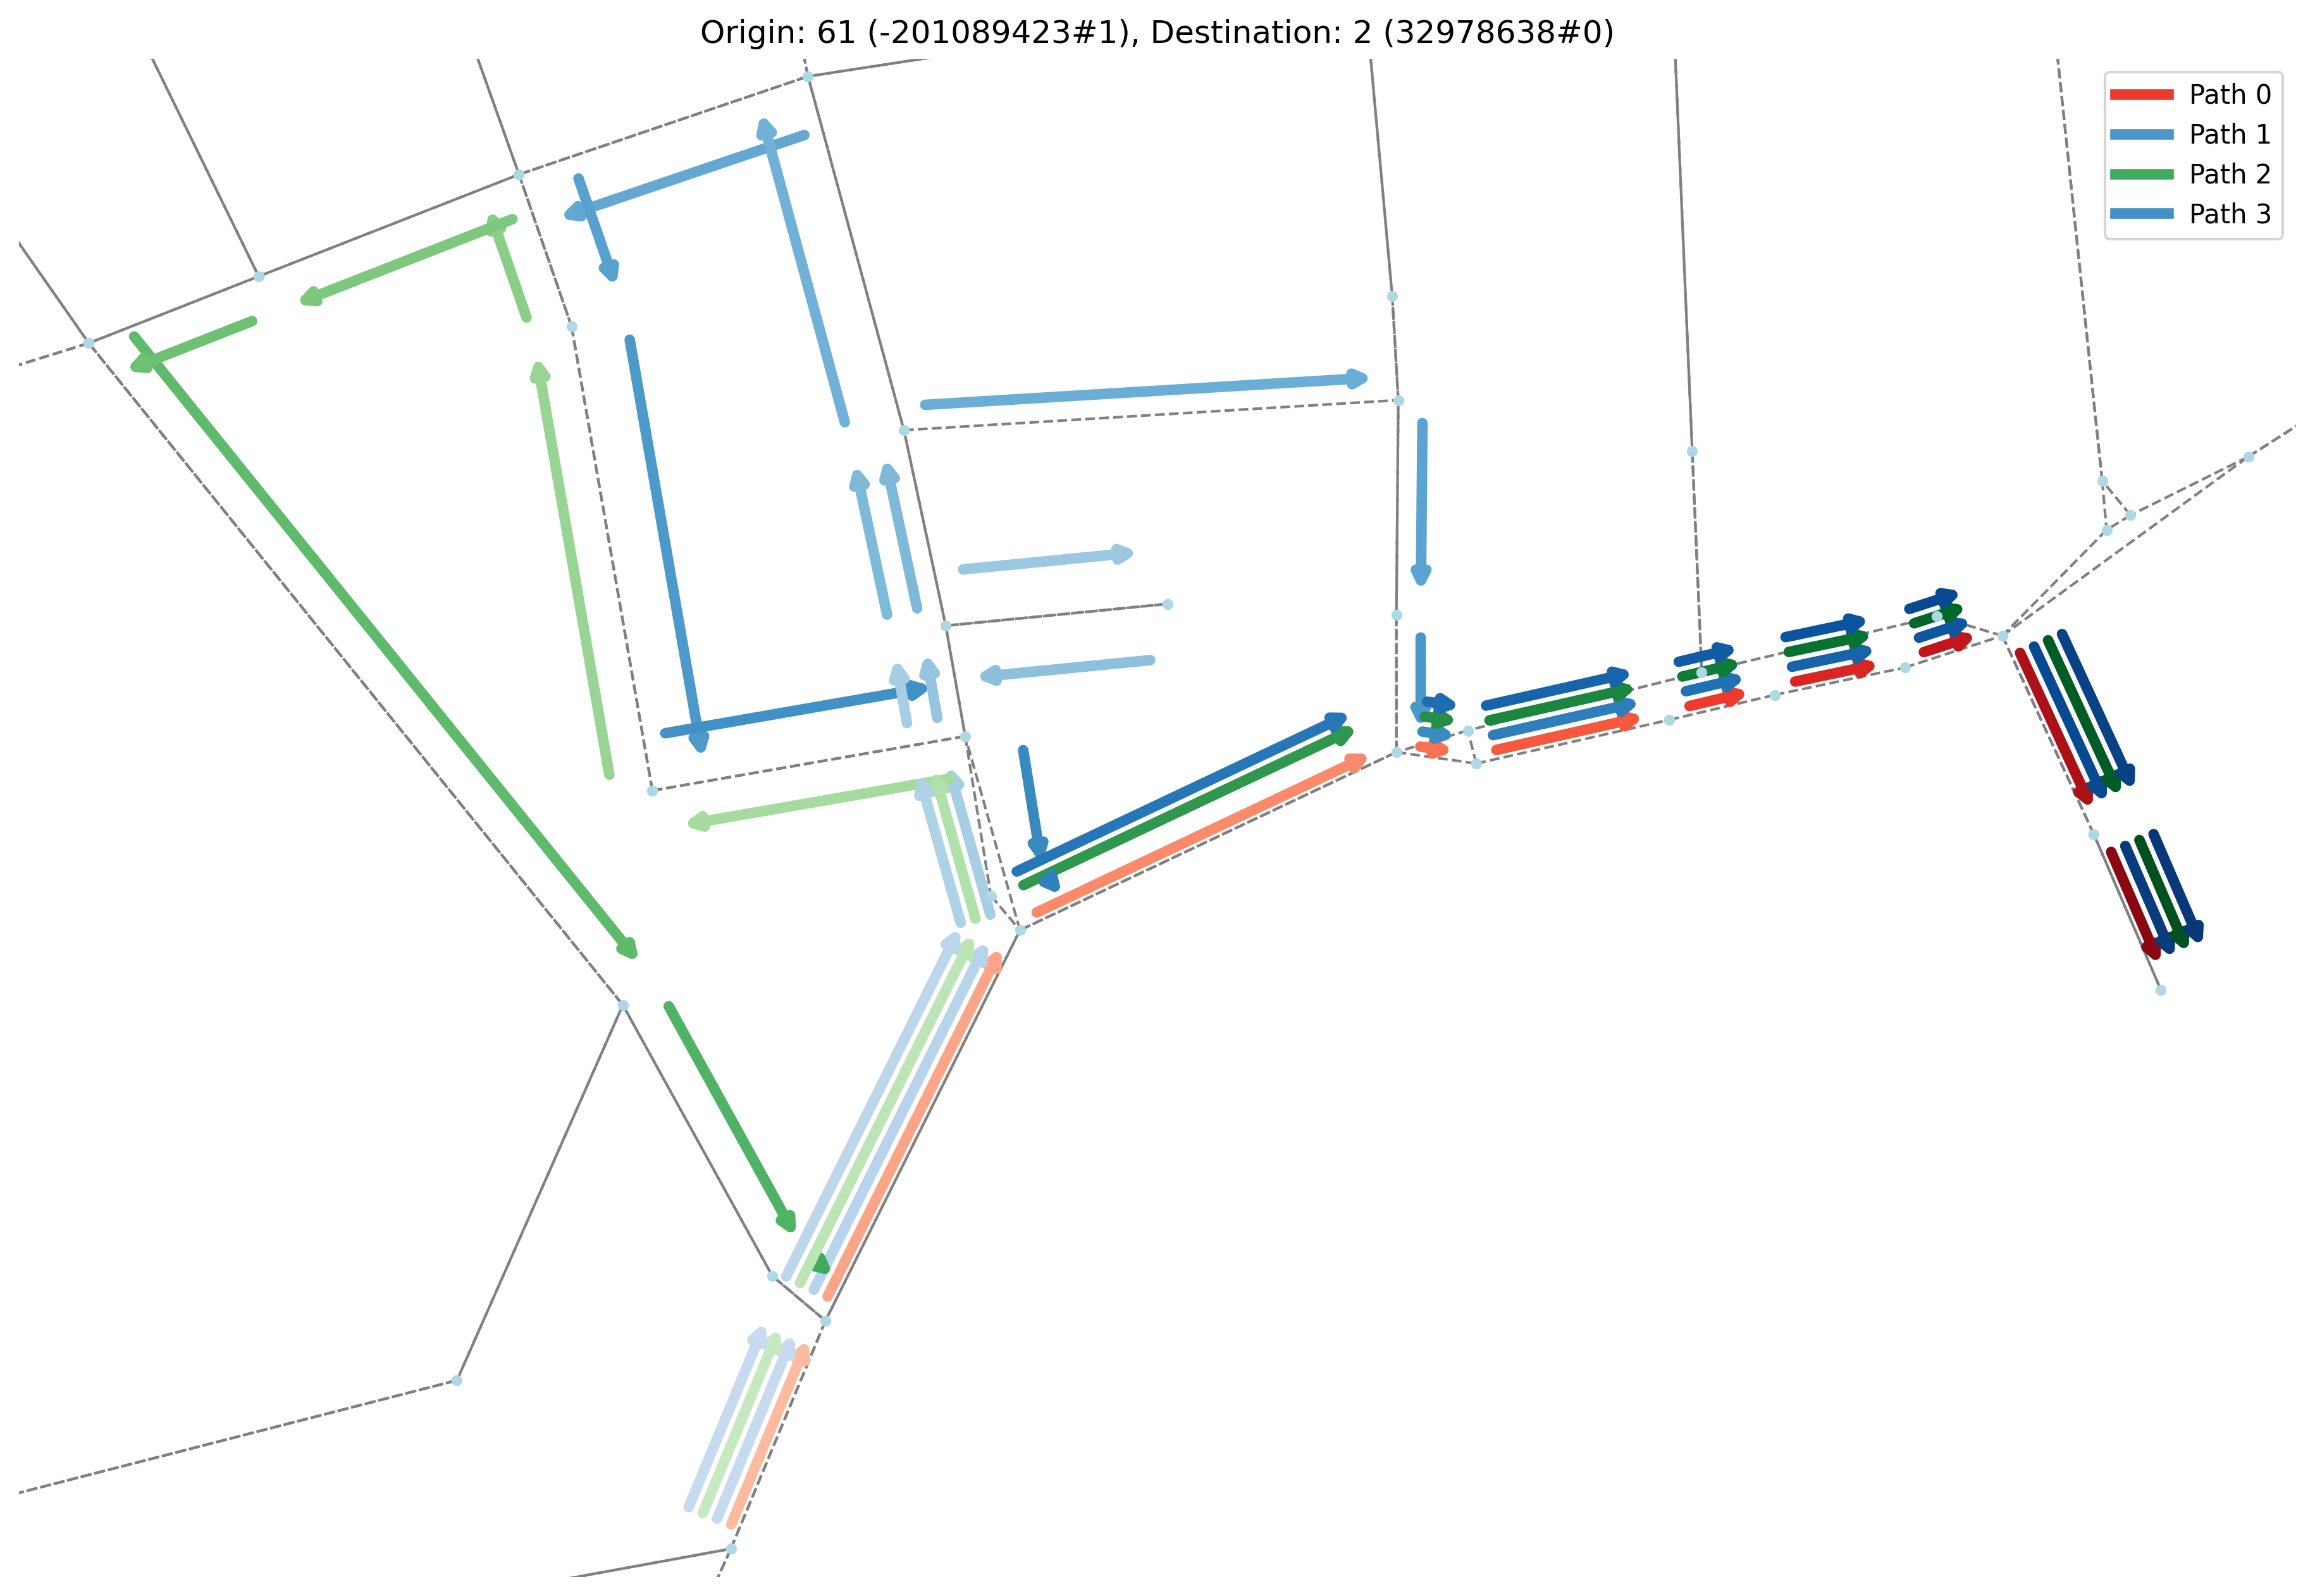 Origin: 61 (-201089423#1), Destination: 2 (32978638#0)
Path 0
Path 1
Path 2
Path 3